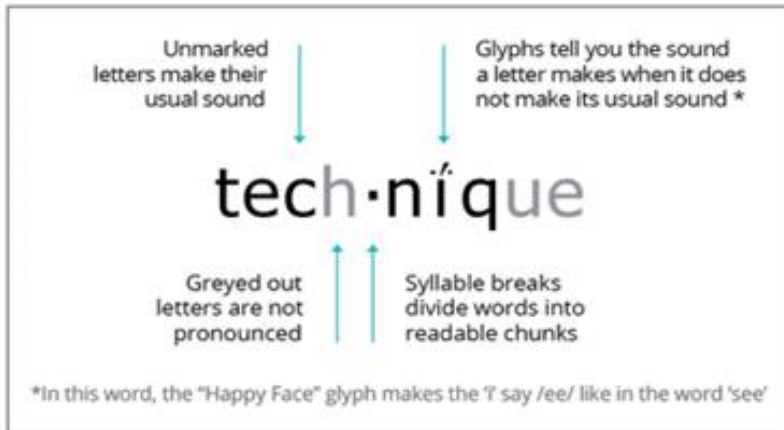 Unmarked
letters make their
usual sound
Glyphs tell you the sound
a letter makes when it does
not make its usual sound *
tech·níque
Greyed out
letters are not
pronounced
Syllable breaks
divide words into
readable chunks
*In this word, the “Happy Face” glyph makes the ‘i’ say /ee/ like in the word ‘see’